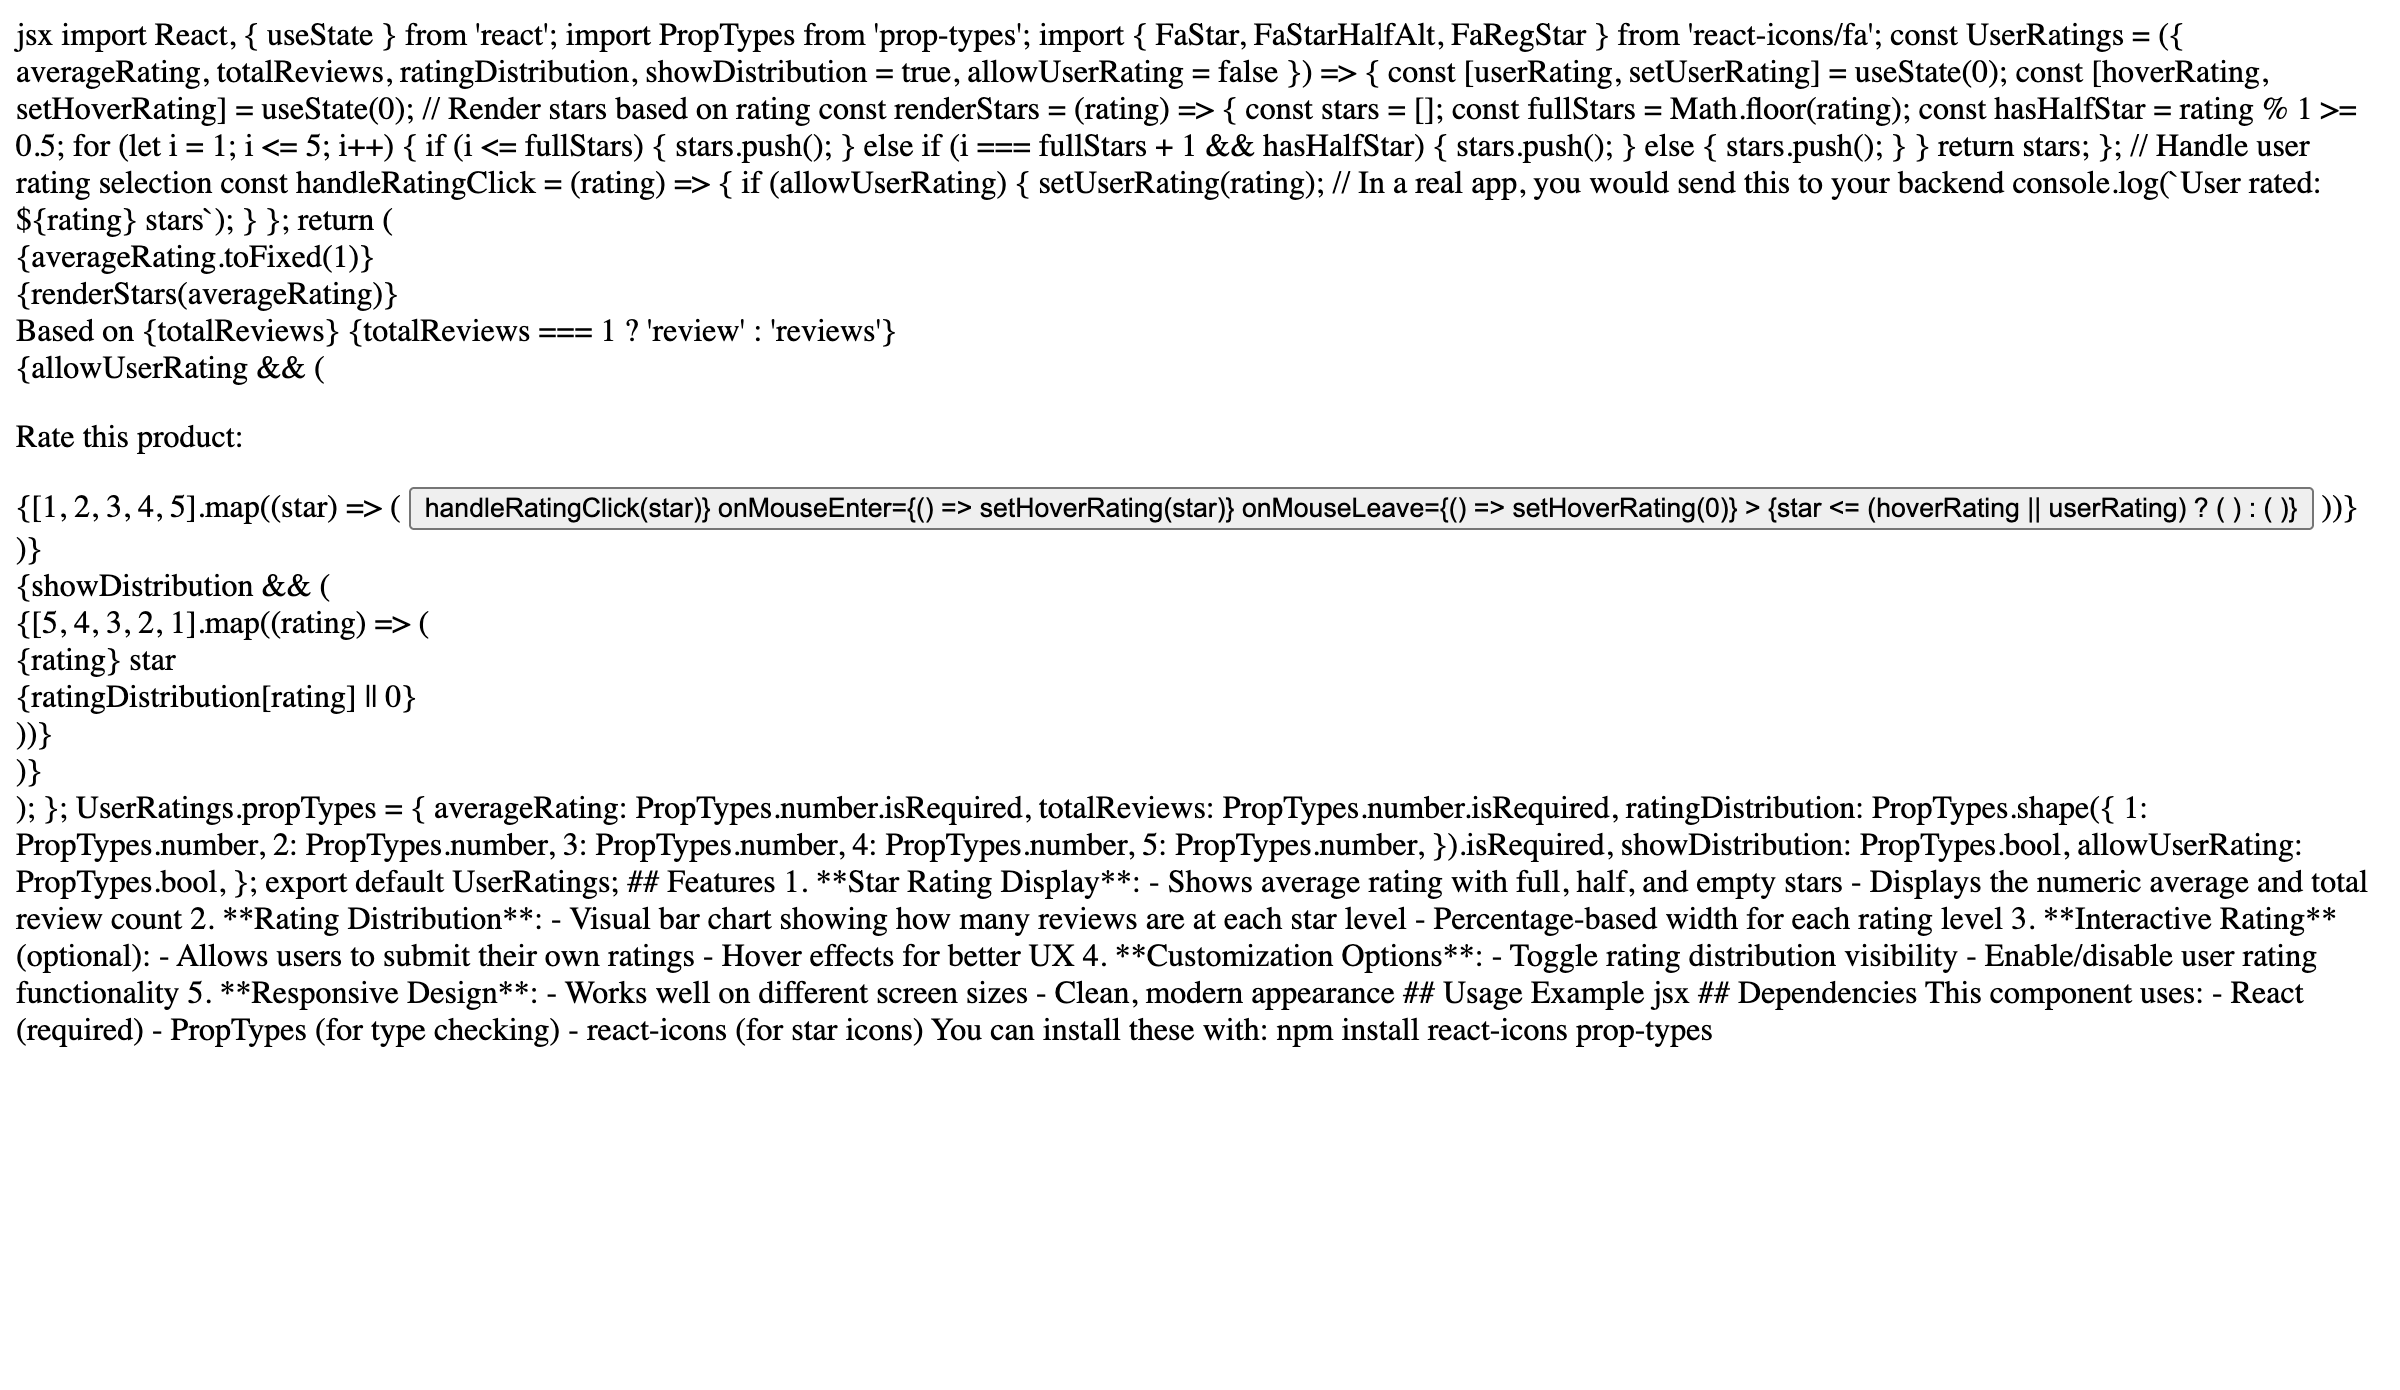 jsx import React, { useState } from 'react'; import PropTypes from 'prop-types'; import { FaStar, FaStarHalfAlt, FaRegStar } from 'react-icons/fa'; const UserRatings = ({
averageRating, totalReviews, ratingDistribution, showDistribution = true, allowUserRating = false }) => { const [userRating, setUserRating] = useState(0); const [hoverRating,
setHoverRating] = useState(0); // Render stars based on rating const renderStars = (rating) => { const stars = []; const fullStars = Math.floor(rating); const hasHalfStar = rating % 1 >=
0.5; for (let i = 1; i <= 5; i++) { if (i <= fullStars) { stars.push(); } else if (i === fullStars + 1 && hasHalfStar) { stars.push(); } else { stars.push(); } } return stars; }; // Handle user
rating selection const handleRatingClick = (rating) => { if (allowUserRating) { setUserRating(rating); // In a real app, you would send this to your backend console.log(`User rated:
${rating} stars`); } }; return (
{averageRating.toFixed(1)}
{renderStars(averageRating)}
Based on {totalReviews} {totalReviews === 1 ? 'review' : 'reviews'}
{allowUserRating && (
Rate this product:
{[1, 2, 3, 4, 5].map((star) => ( handleRatingClick(star)} onMouseEnter={() => setHoverRating(star)} onMouseLeave={() => setHoverRating(0)} > {star <= (hoverRating || userRating) ? ( ) : ( )} ))}
)}
{showDistribution && (
{[5, 4, 3, 2, 1].map((rating) => (
{rating} star
{ratingDistribution[rating] || 0}
))}
)}
); }; UserRatings.propTypes = { averageRating: PropTypes.number.isRequired, totalReviews: PropTypes.number.isRequired, ratingDistribution: PropTypes.shape({ 1:
PropTypes.number, 2: PropTypes.number, 3: PropTypes.number, 4: PropTypes.number, 5: PropTypes.number, }).isRequired, showDistribution: PropTypes.bool, allowUserRating:
PropTypes.bool, }; export default UserRatings; ## Features 1. **Star Rating Display**: - Shows average rating with full, half, and empty stars - Displays the numeric average and total
review count 2. **Rating Distribution**: - Visual bar chart showing how many reviews are at each star level - Percentage-based width for each rating level 3. **Interactive Rating**
(optional): - Allows users to submit their own ratings - Hover effects for better UX 4. **Customization Options**: - Toggle rating distribution visibility - Enable/disable user rating
functionality 5. **Responsive Design**: - Works well on different screen sizes - Clean, modern appearance ## Usage Example jsx ## Dependencies This component uses: - React
(required) - PropTypes (for type checking) - react-icons (for star icons) You can install these with: npm install react-icons prop-types